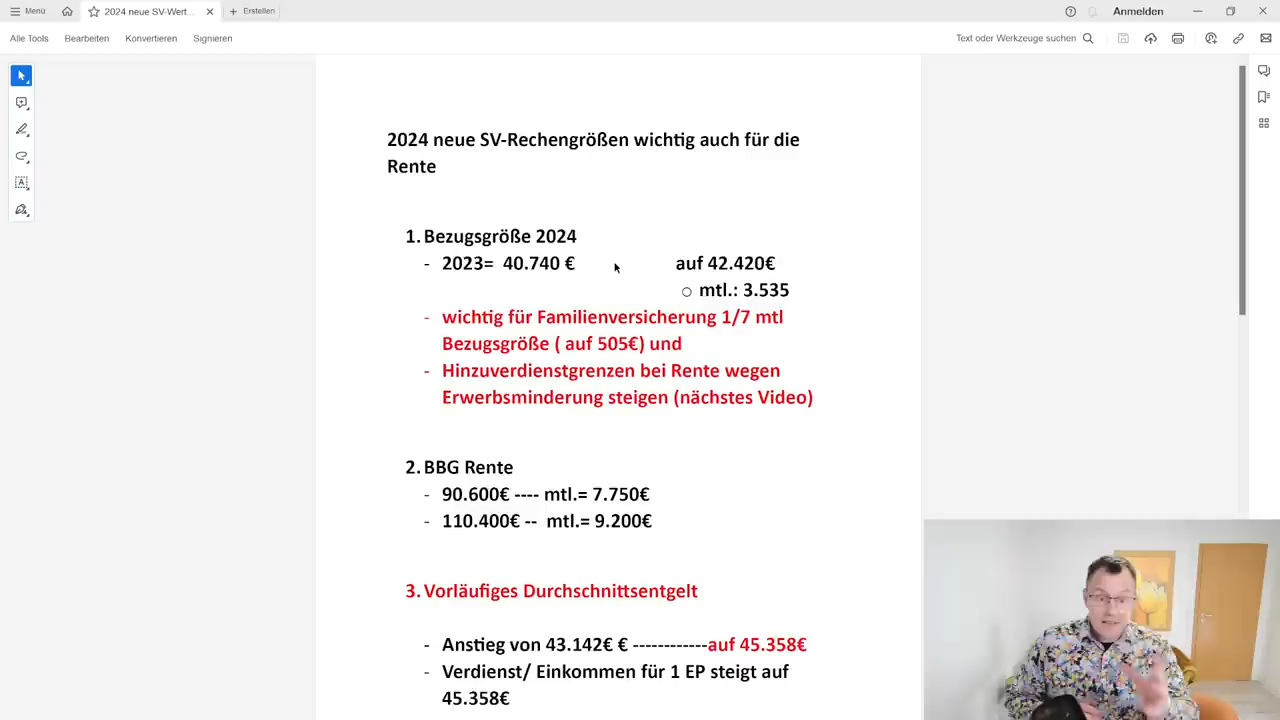 Menü
2024 neue SV-Wert...
Erstellen
Anmelden
Alle Tools
Bearbeiten
Konvertieren
Signieren
Text oder Werkzeuge suchen
2024 neue SV-Rechengrößen wichtig auch für die
Rente
1. Bezugsgröße 2024
- 2023= 40.740 € auf 42.420€
○ mtl.: 3.535
- wichtig für Familienversicherung 1/7 mtl
Bezugsgröße ( auf 505€) und
- Hinzuverdienstgrenzen bei Rente wegen
Erwerbsminderung steigen (nächstes Video)
2. BBG Rente
- 90.600€ ---- mtl.= 7.750€
- 110.400€ -- mtl.= 9.200€
3. Vorläufiges Durchschnittsentgelt
- Anstieg von 43.142€ € ------------auf 45.358€
- Verdienst/ Einkommen für 1 EP steigt auf
45.358€